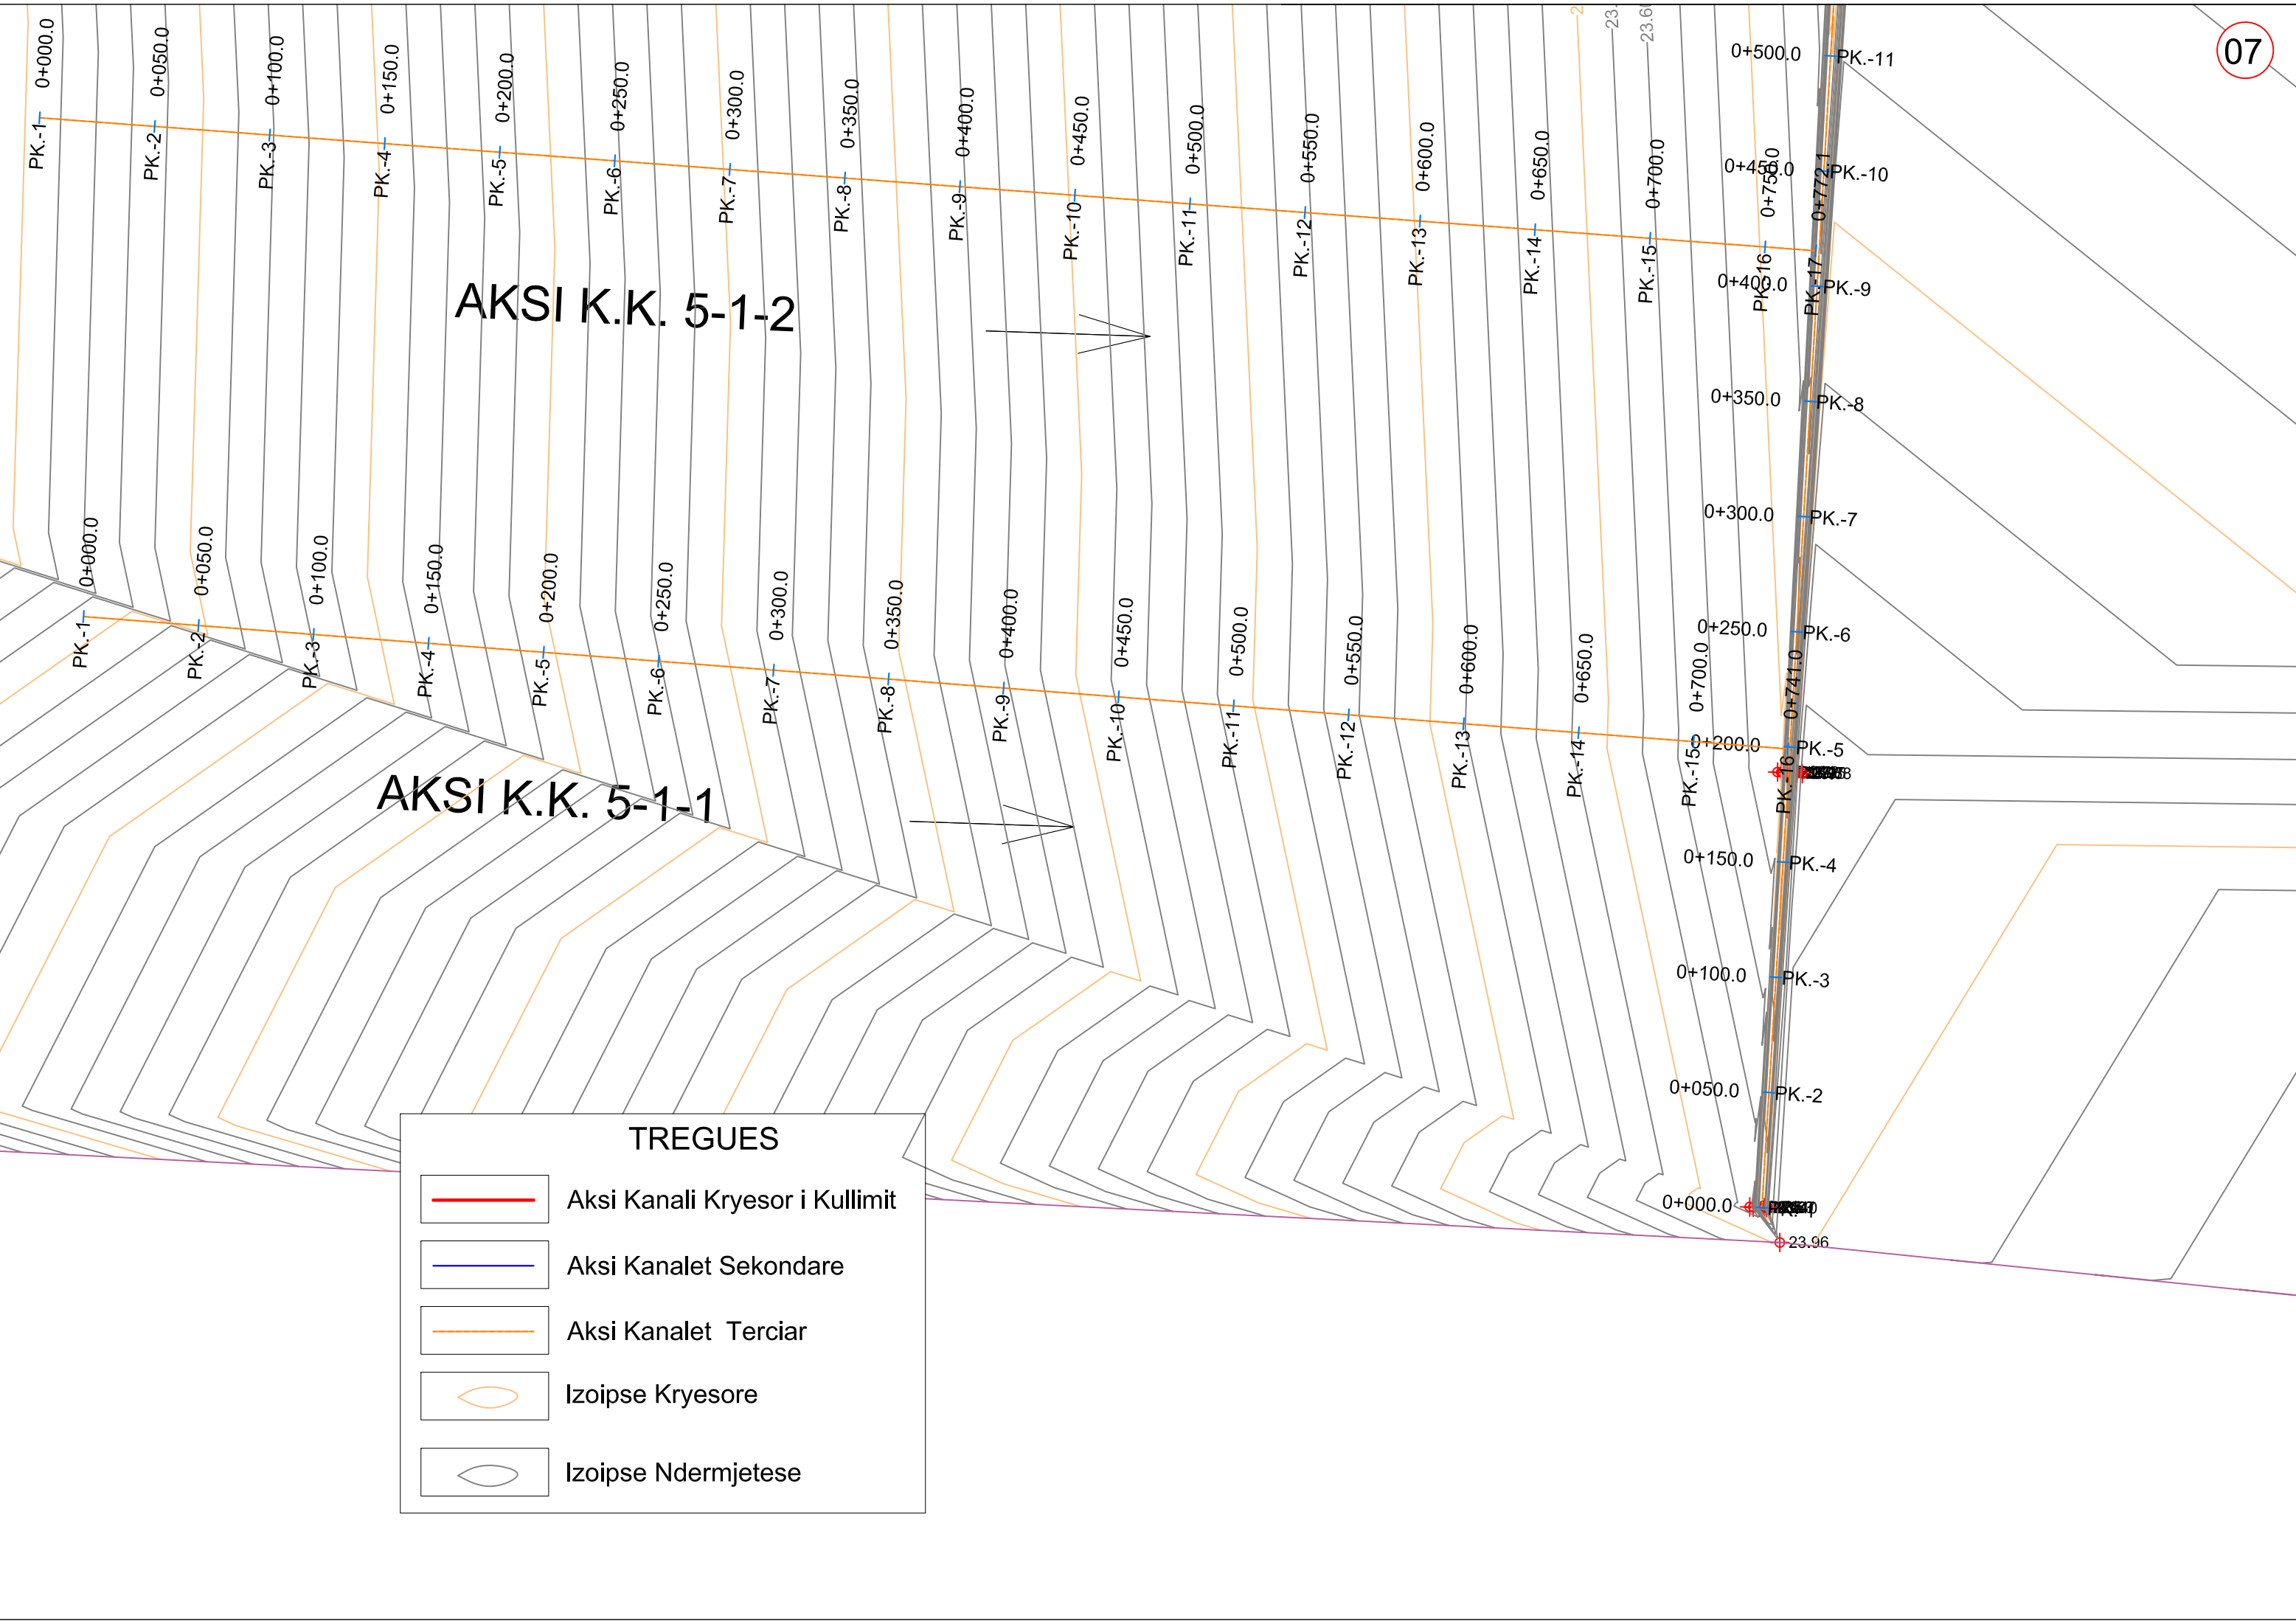 07
0+000.0
0+050.0
0+100.0
0+150.0
0+200.0
0+250.0
0+300.0
0+350.0
0+400.0
0+450.0
0+500.0
0+550.0
0+600.0
0+650.0
0+700.0
0+750.0
0+772.1
PK.-1
PK.-2
PK.-3
PK.-4
PK.-5
PK.-6
PK.-7
PK.-8
PK.-9
PK.-10
PK.-11
PK.-12
PK.-13
PK.-14
PK.-15
PK.-16
PK.-17
AKSI K.K. 5-1-2
0+000.0
0+050.0
0+100.0
0+150.0
0+200.0
0+250.0
0+300.0
0+350.0
0+400.0
0+450.0
0+500.0
0+550.0
0+600.0
0+650.0
0+700.0
0+741.0
PK.-1
PK.-2
PK.-3
PK.-4
PK.-5
PK.-6
PK.-7
PK.-8
PK.-9
PK.-10
PK.-11
PK.-12
PK.-13
PK.-14
PK.-15
PK.-16
AKSI K.K. 5-1-1
0+500.0 PK.-11
0+450.0 PK.-10
0+400.0 PK.-9
0+350.0 PK.-8
0+300.0 PK.-7
0+250.0 PK.-6
0+200.0 PK.-5
0+150.0 PK.-4
0+100.0 PK.-3
0+050.0 PK.-2
0+000.0
23.96
TREGUES
Aksi Kanali Kryesor i Kullimit
Aksi Kanalet Sekondare
Aksi Kanalet Terciar
Izoipse Kryesore
Izoipse Ndermjetese